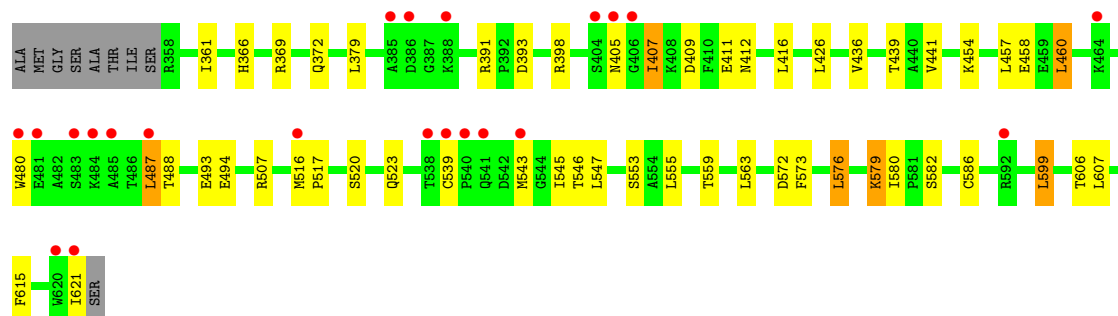 ALA MET GLY SER ALA THR ILE SER R358 I361 H366 R369 Q372 L379 A385 D386 G387 K388 R391 P392 D393 R398 S404 N405 G406 I407 K408 D409 F410 E411 N412 L416 L426 V436 T439 A440 V441 K454 L457 E458 E459 L460 K464
W480 E481 A482 S483 K484 A485 T486 L487 T488 E493 E494 R507 M516 P517 S520 Q523 T538 C539 P540 Q541 D542 M543 G544 I545 T546 L547 S553 A554 L555 T559 L563 D572 F573 L576 K579 I580 P581 S582 C586 R592 L599 T606 L607
F615 W620 I621 SER